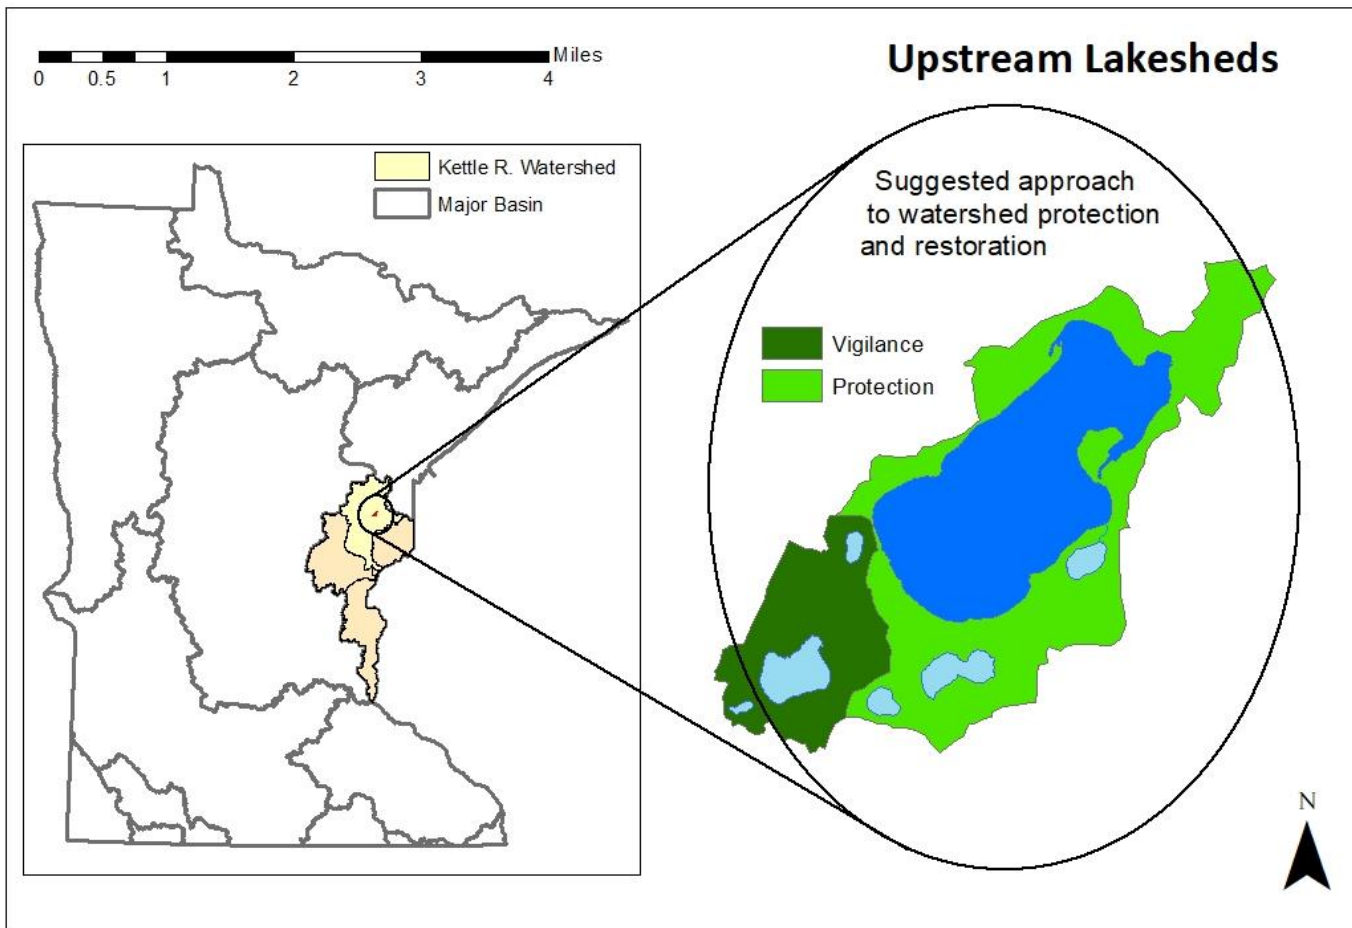 Upstream Lakesheds
Miles
0 0.5 1 2 3 4
Kettle R. Watershed
Major Basin
Suggested approach
to watershed protection
and restoration
Vigilance
Protection
N